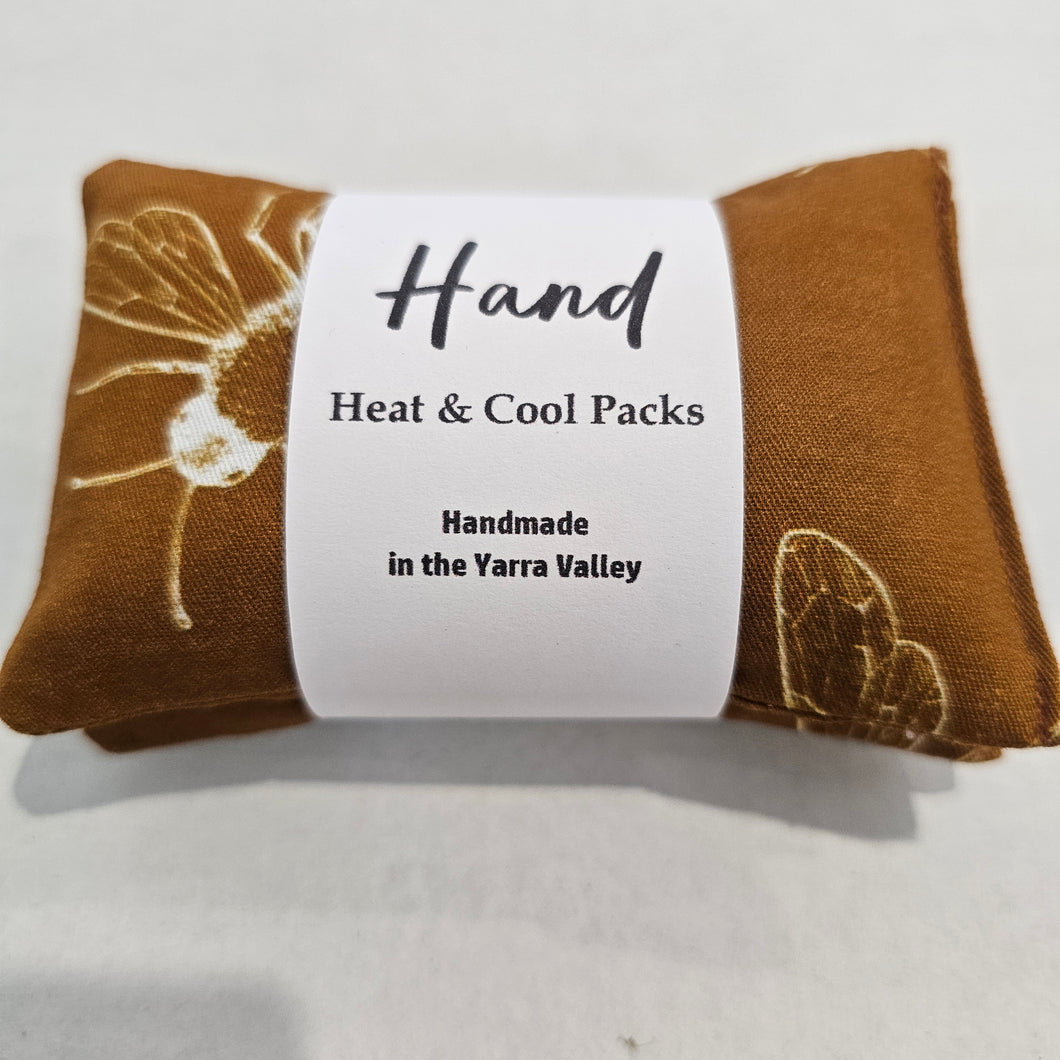 Hand
Heat & Cool Packs
Handmade
in the Yarra Valley